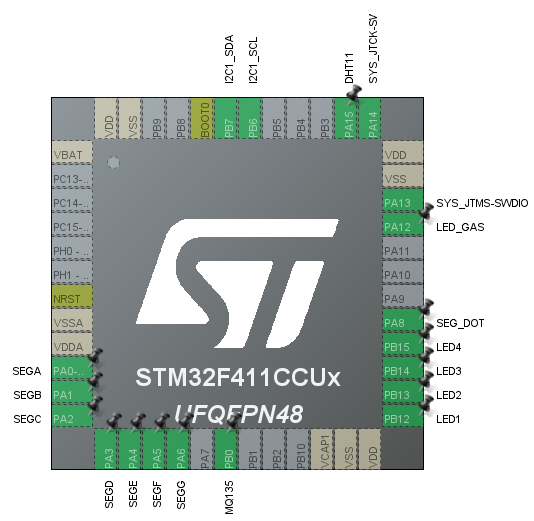 I2C1_SDA
I2C1_SCL
DHT11
SYS_JTCK-SV
VDD
VSS
PB9
PB8
BOOT0
PB7
PB6
PB5
PB4
PB3
PA15
PA14
VBAT
PC13-..
PC14-..
PC15-..
PH0 - ..
PH1 - ..
NRST
VSSA
VDDA
SEGA PA0-..
SEGB PA1
SEGC PA2
VDD
VSS
PA13 SYS_JTMS-SWDIO
PA12 LED_GAS
PA11
PA10
PA9
PA8 SEG_DOT
PB15 LED4
PB14 LED3
PB13 LED2
PB12 LED1
ST
STM32F411CCUx
UFQFPN48
PA3
PA4
PA5
PA6
PA7
PB0
PB1
PB2
PB10
VCAP1
VSS
VDD
SEGD
SEGE
SEGF
SEGG
MQ135